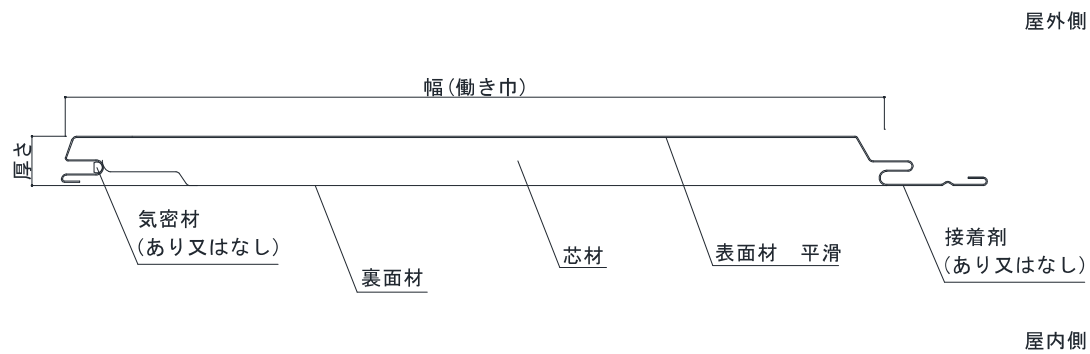 屋外側
幅(働き巾)
厚さ
気密材
(あり又はなし)
裏面材
芯材
表面材 平滑
接着剤
(あり又はなし)
屋内側